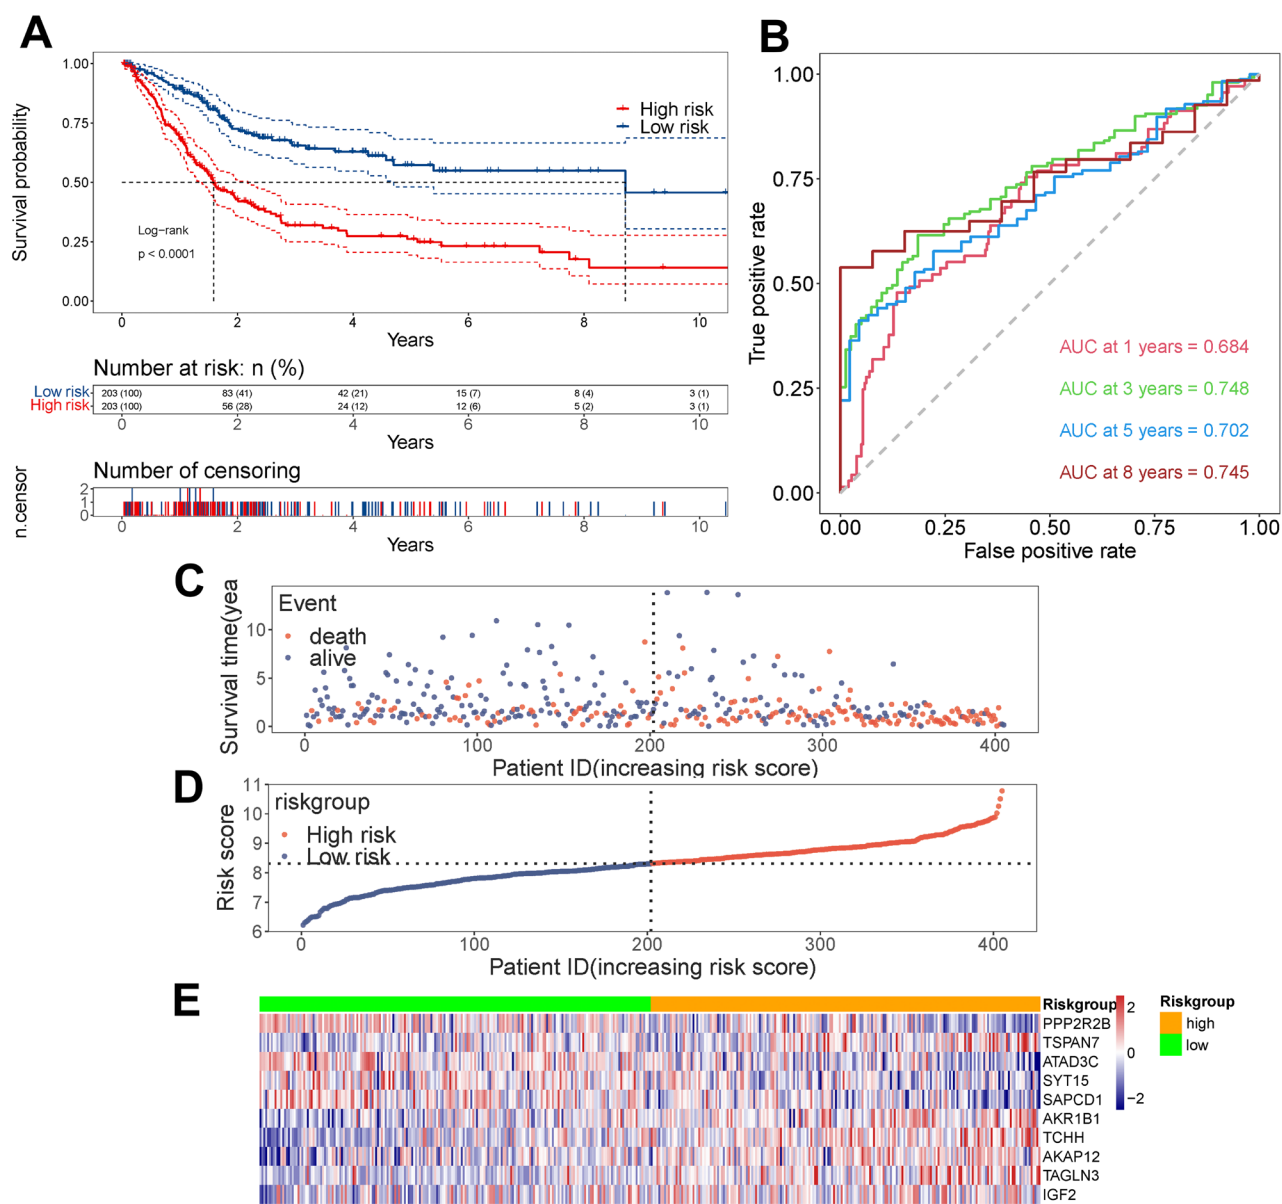 A
Survival probability
1.00
0.75
0.50
0.25
0.00
High risk
Low risk
Log-rank
p < 0.0001
0 2 4 6 8 10
Years
Number at risk: n (%)
Low risk 203 (100) 83 (41) 42 (21) 15 (7) 8 (4) 3 (1)
High risk 203 (100) 56 (28) 24 (12) 12 (6) 5 (2) 3 (1)
0 2 4 6 8 10
Years
Number of censoring
n.censor
2
1
0
0 2 4 6 8 10
Years
B
True positive rate
1.00
0.75
0.50
0.25
0.00
AUC at 1 years = 0.684
AUC at 3 years = 0.748
AUC at 5 years = 0.702
AUC at 8 years = 0.745
0.00 0.25 0.50 0.75 1.00
False positive rate
C
Survival time(yea
Event
death
alive
10
5
0
0 100 200 300 400
Patient ID(increasing risk score)
D
Risk score
11
10
9
8
7
6
riskgroup
High risk
Low risk
0 100 200 300 400
Patient ID(increasing risk score)
E
Riskgroup
PPP2R2B
TSPAN7
ATAD3C
SYT15
SAPCD1
AKR1B1
TCHH
AKAP12
TAGLN3
IGF2
2
0
−2
Riskgroup
high
low